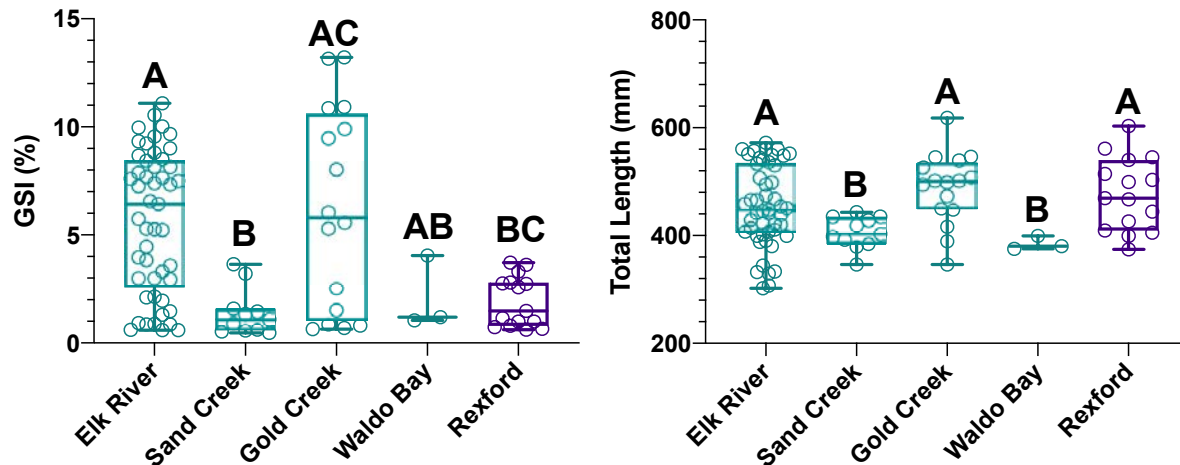 15
10
5
0
GSI (%)
A
B
AC
AB
BC
Elk River
Sand Creek
Gold Creek
Waldo Bay
Rexford
800
600
400
200
Total Length (mm)
A
B
A
B
A
Elk River
Sand Creek
Gold Creek
Waldo Bay
Rexford